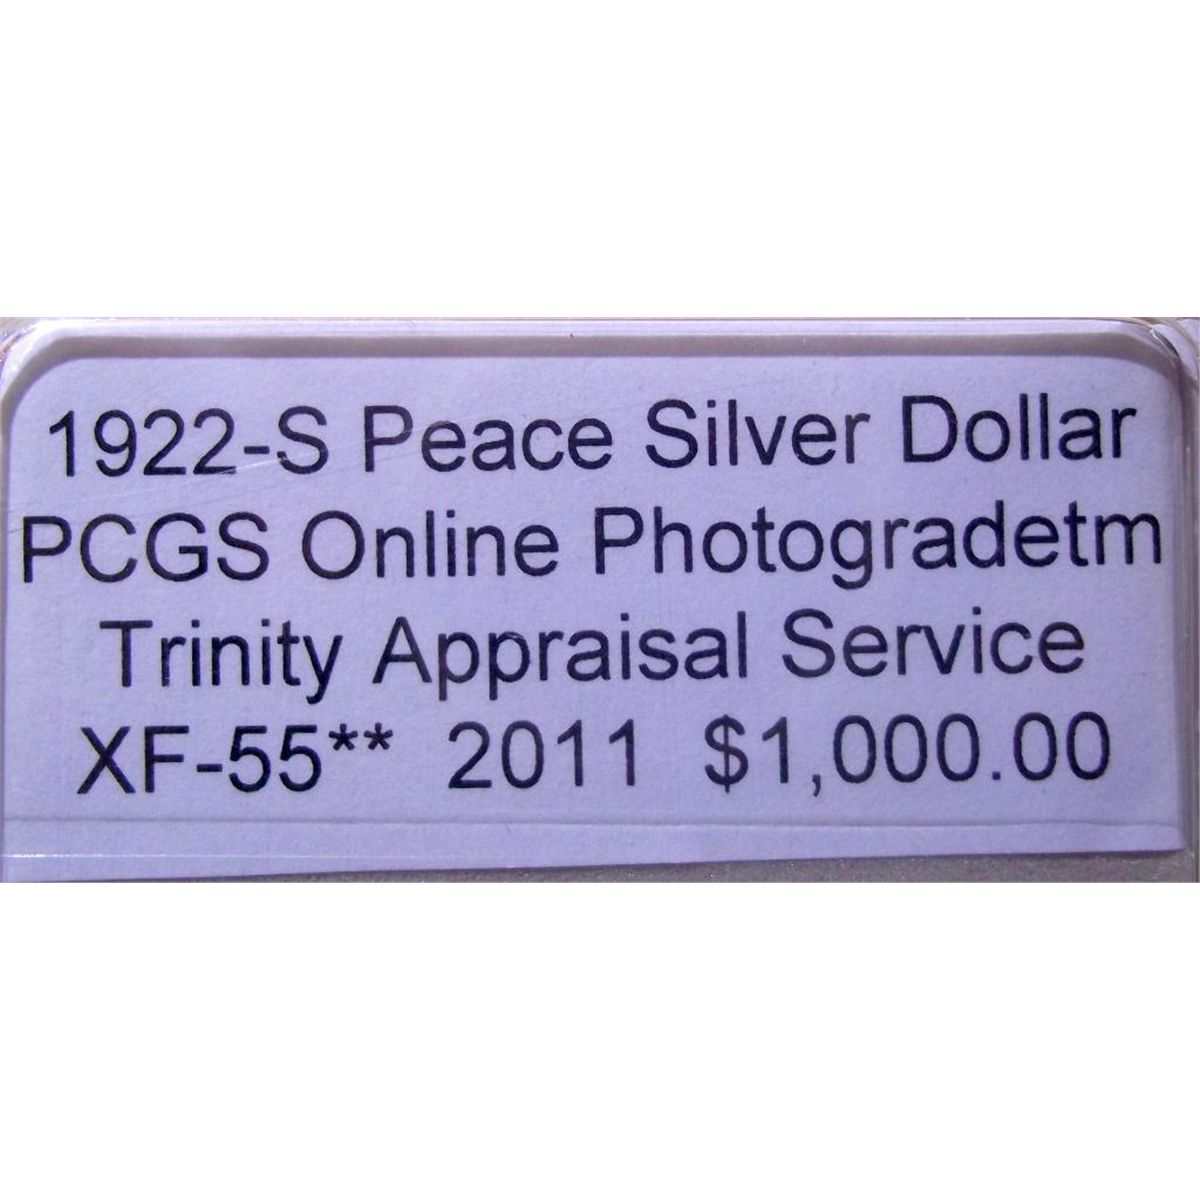 1922-S Peace Silver Dollar
PCGS Online Photogradetm
Trinity Appraisal Service
XF-55** 2011 $1,000.00